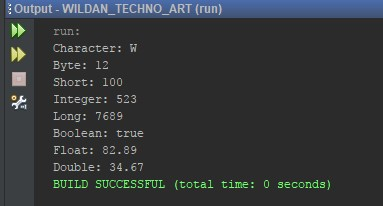 Output - WILDAN_TECHNO_ART (run)
run:
Character: W
Byte: 12
Short: 100
Integer: 523
Long: 7689
Boolean: true
Float: 82.89
Double: 34.67
BUILD SUCCESSFUL (total time: 0 seconds)